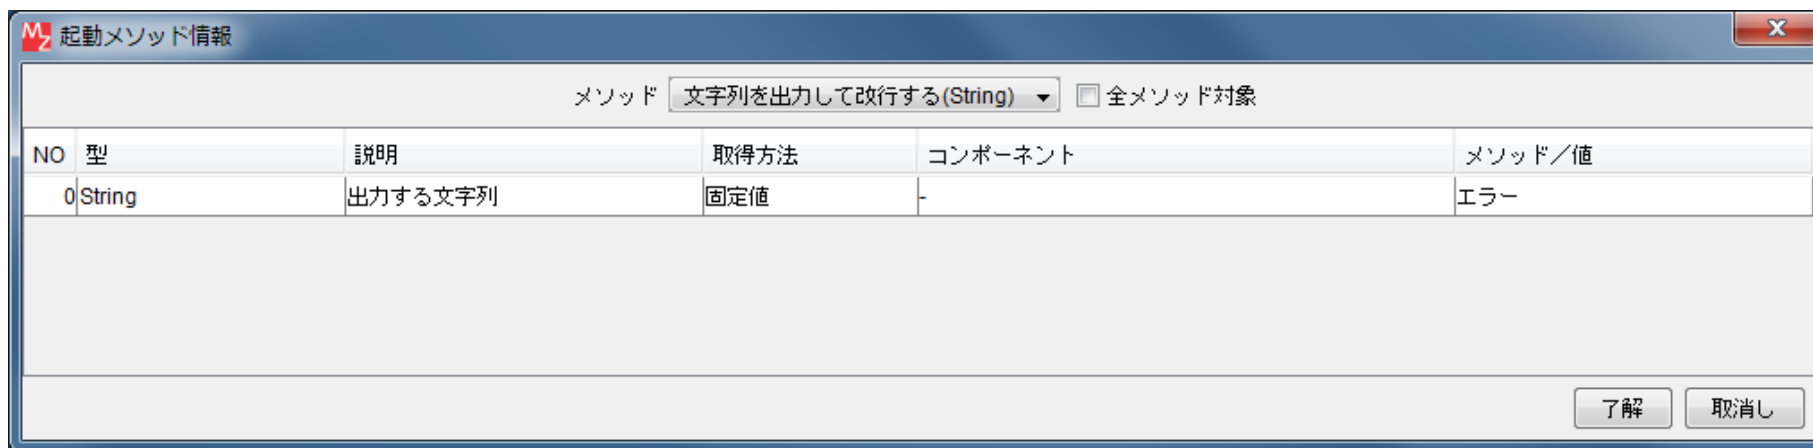 MZ 起動メソッド情報
メソッド 文字列を出力して改行する(String) 全メソッド対象
NO 型 説明 取得方法 コンポーネント メソッド／値
0 String 出力する文字列 固定値 - エラー
了解 取消し